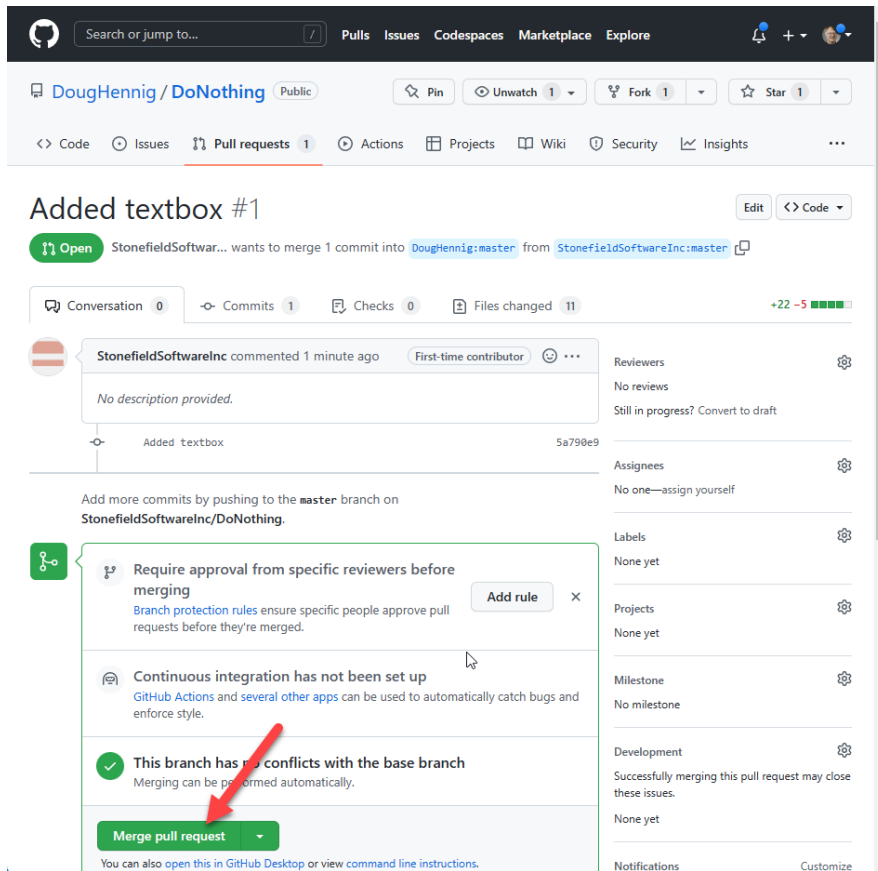 Search or jump to... / Pulls Issues Codespaces Marketplace Explore
DougHennig / DoNothing Public Pin Unwatch 1 Fork 1 Star 1
Code Issues Pull requests 1 Actions Projects Wiki Security Insights ...
Added textbox #1 Edit <> Code
Open StonefieldSoftwar... wants to merge 1 commit into DougHennig:master from StonefieldSoftwareInc:master
Conversation 0 Commits 1 Checks 0 Files changed 11 +22 −5
StonefieldSoftwareInc commented 1 minute ago First-time contributor ...
No description provided.
Added textbox 5a790e9
Add more commits by pushing to the master branch on
StonefieldSoftwareInc/DoNothing.
Require approval from specific reviewers before
merging
Branch protection rules ensure specific people approve pull
requests before they're merged.
Add rule
Continuous integration has not been set up
GitHub Actions and several other apps can be used to automatically catch bugs and
enforce style.
This branch has no conflicts with the base branch
Merging can be performed automatically.
Merge pull request
You can also open this in GitHub Desktop or view command line instructions.
Reviewers
No reviews
Still in progress? Convert to draft
Assignees
No one—assign yourself
Labels
None yet
Projects
None yet
Milestone
No milestone
Development
Successfully merging this pull request may close
these issues.
None yet
Notifications Customize